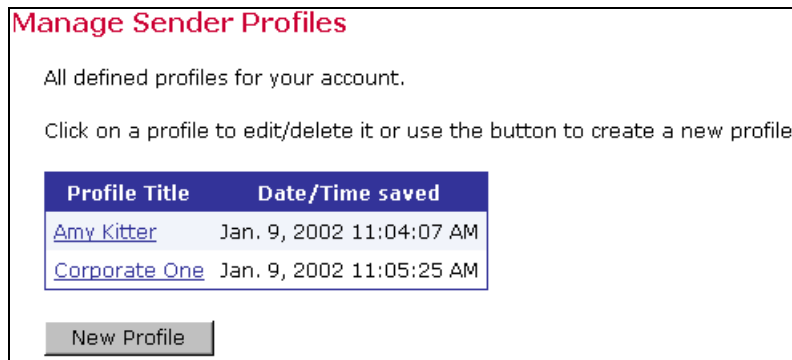 Manage Sender Profiles
All defined profiles for your account.
Click on a profile to edit/delete it or use the button to create a new profile
Profile Title Date/Time saved
Amy Kitter Jan. 9, 2002 11:04:07 AM
Corporate One Jan. 9, 2002 11:05:25 AM
New Profile